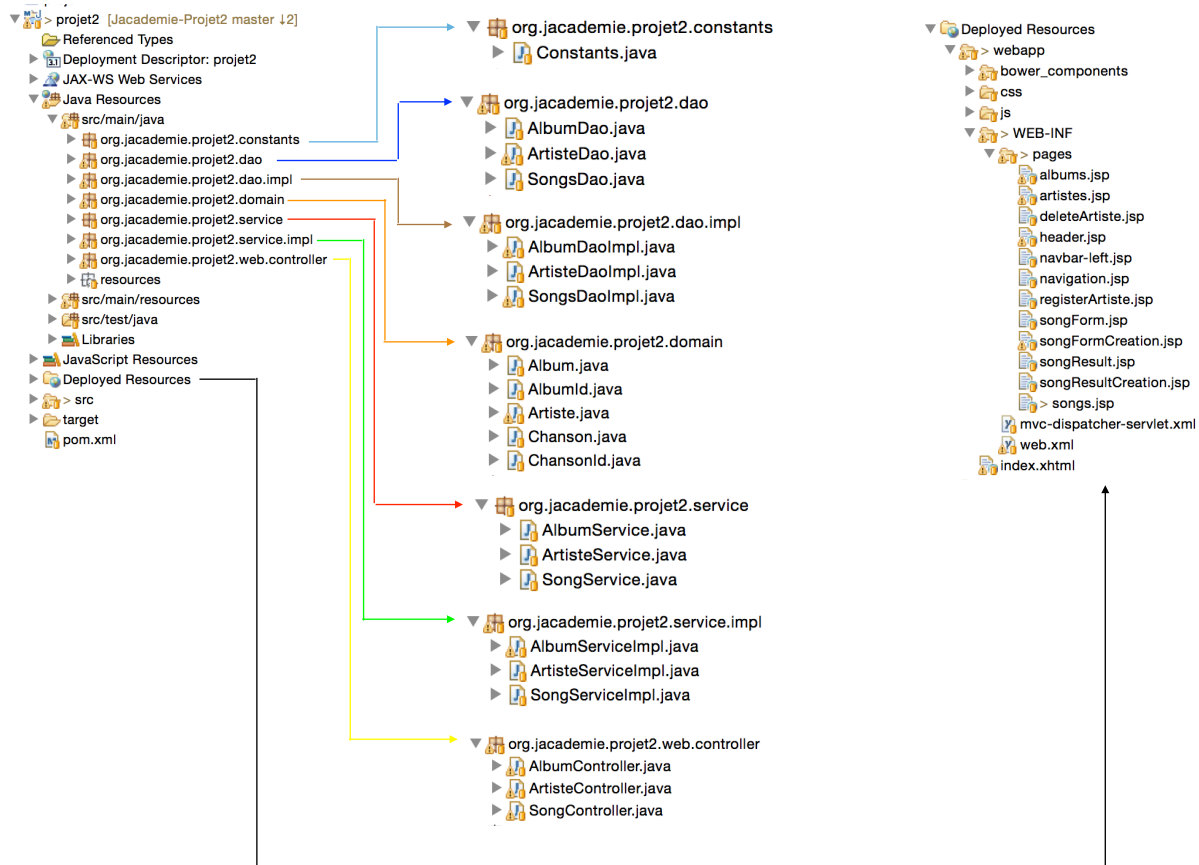 > projet2 [Jacademie-Projet2 master ↓2]
Referenced Types
Deployment Descriptor: projet2
JAX-WS Web Services
Java Resources
src/main/java
org.jacademie.projet2.constants
org.jacademie.projet2.dao
org.jacademie.projet2.dao.impl
org.jacademie.projet2.domain
org.jacademie.projet2.service
org.jacademie.projet2.service.impl
org.jacademie.projet2.web.controller
resources
src/main/resources
src/test/java
Libraries
JavaScript Resources
Deployed Resources
> src
target
pom.xml
org.jacademie.projet2.constants
Constants.java
org.jacademie.projet2.dao
AlbumDao.java
ArtisteDao.java
SongsDao.java
org.jacademie.projet2.dao.impl
AlbumDaoImpl.java
ArtisteDaoImpl.java
SongsDaoImpl.java
org.jacademie.projet2.domain
Album.java
AlbumId.java
Artiste.java
Chanson.java
ChansonId.java
org.jacademie.projet2.service
AlbumService.java
ArtisteService.java
SongService.java
org.jacademie.projet2.service.impl
AlbumServiceImpl.java
ArtisteServiceImpl.java
SongServiceImpl.java
org.jacademie.projet2.web.controller
AlbumController.java
ArtisteController.java
SongController.java
Deployed Resources
> webapp
bower_components
css
js
> WEB-INF
> pages
albums.jsp
artistes.jsp
deleteArtiste.jsp
header.jsp
navbar-left.jsp
navigation.jsp
registerArtiste.jsp
songForm.jsp
songFormCreation.jsp
songResult.jsp
songResultCreation.jsp
> songs.jsp
mvc-dispatcher-servlet.xml
web.xml
index.xhtml